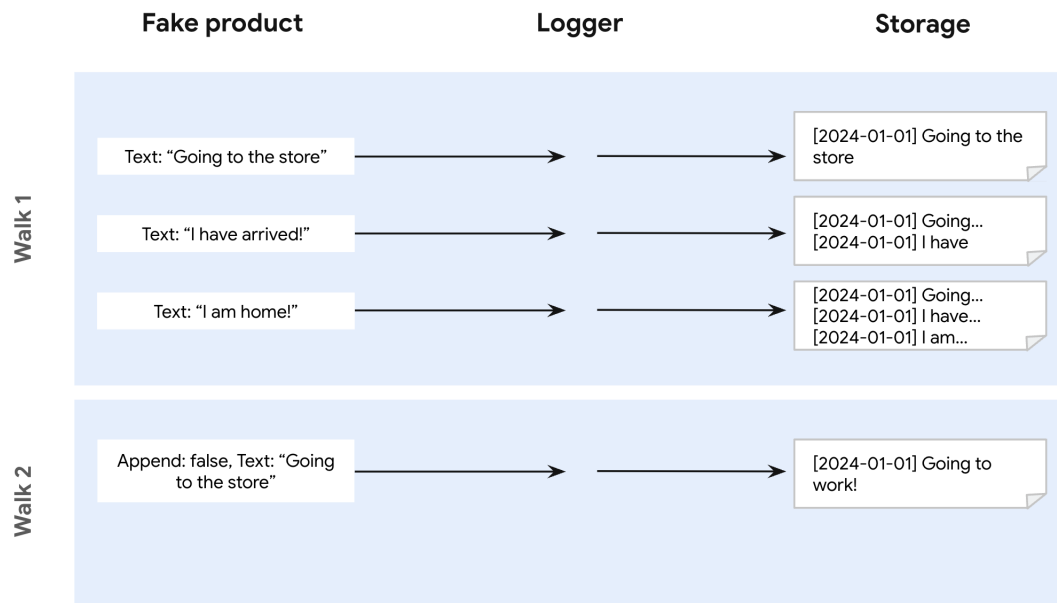 Fake product
Logger
Storage
Walk 1
Text: “Going to the store”
[2024-01-01] Going to the
store
Text: “I have arrived!”
[2024-01-01] Going...
[2024-01-01] I have
Text: “I am home!”
[2024-01-01] Going...
[2024-01-01] I have...
[2024-01-01] I am...
Walk 2
Append: false, Text: “Going
to the store”
[2024-01-01] Going to
work!